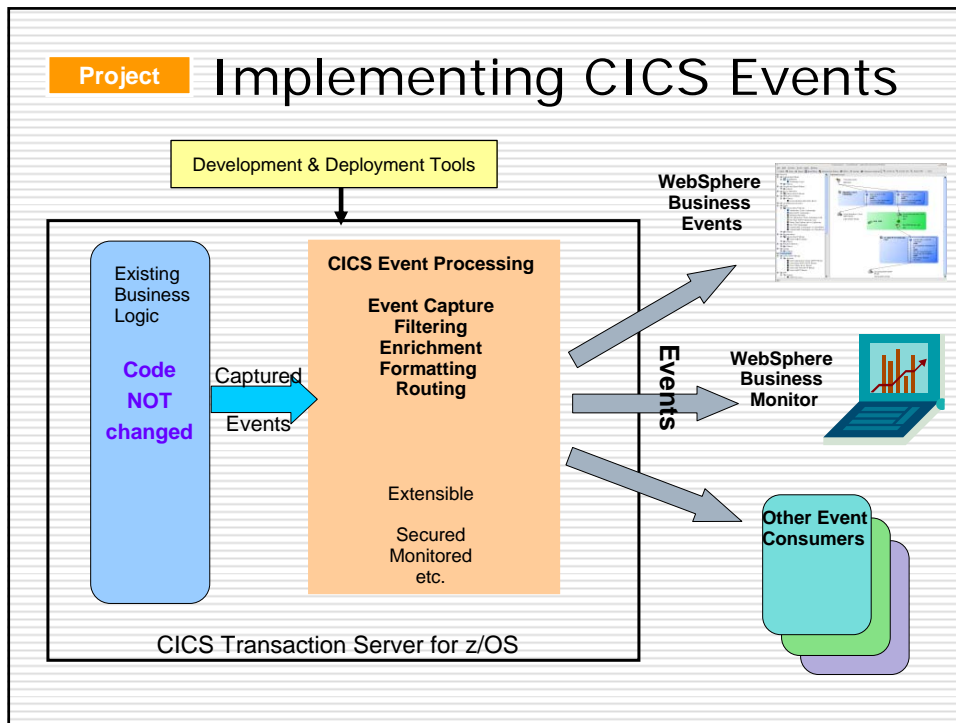 Project
Implementing CICS Events
Development & Deployment Tools
WebSphere
Business
Events
Existing
Business
Logic
Code
NOT
changed
Captured
Events
CICS Event Processing
Event Capture
Filtering
Enrichment
Formatting
Routing
Extensible
Secured
Monitored
etc.
Events
WebSphere
Business
Monitor
Other Event
Consumers
CICS Transaction Server for z/OS